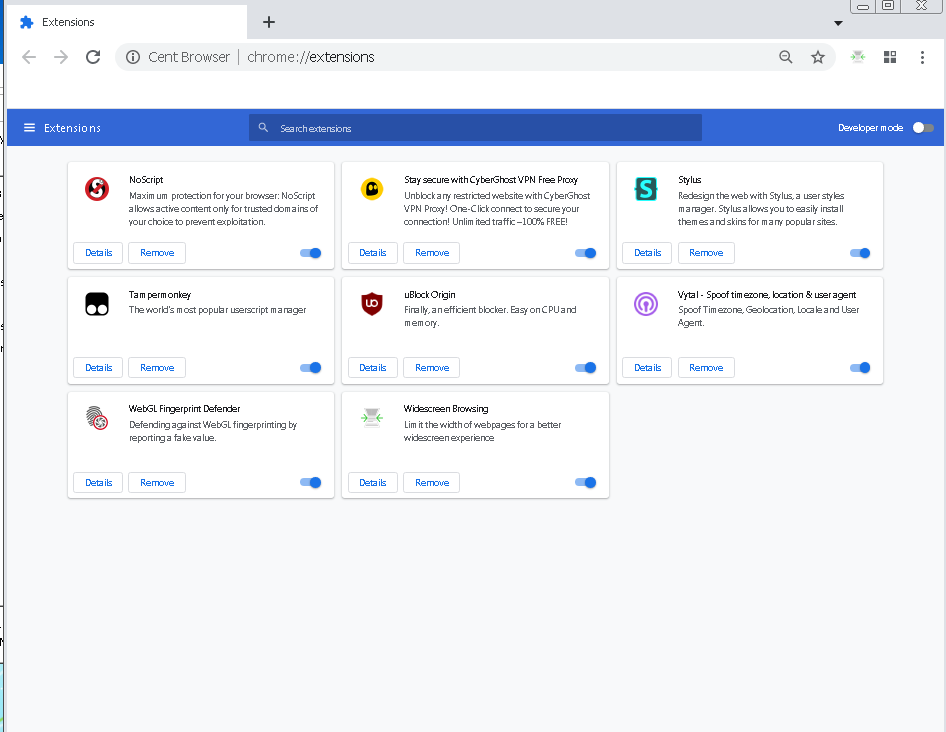 Extensions
Cent Browser | chrome://extensions
Extensions
Search extensions
Developer mode
NoScript
Maximum protection for your browser: NoScript
allows active content only for trusted domains of
your choice to prevent exploitation.
Details
Remove
Stay secure with CyberGhost VPN Free Proxy
Unblock any restricted website with CyberGhost
VPN Proxy! One-Click connect to secure your
connection! Unlimited traffic –100% FREE!
Details
Remove
Stylus
Redesign the web with Stylus, a user styles
manager. Stylus allows you to easily install
themes and skins for many popular sites.
Details
Remove
Tampermonkey
The world's most popular userscript manager
Details
Remove
uBlock Origin
Finally, an efficient blocker. Easy on CPU and
memory.
Details
Remove
Vytal - Spoof timezone, location & user agent
Spoof Timezone, Geolocation, Locale and User
Agent.
Details
Remove
WebGL Fingerprint Defender
Defending against WebGL fingerprinting by
reporting a fake value.
Details
Remove
Widescreen Browsing
Limit the width of webpages for a better
widescreen experience
Details
Remove